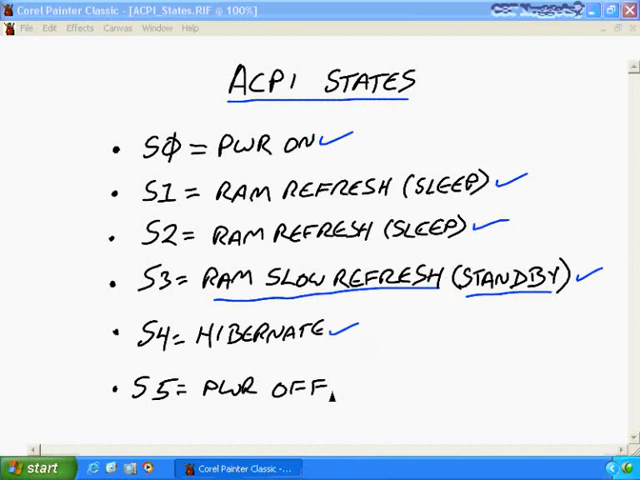 Corel Painter Classic - [ACPI_States.RIF @ 100%]
CBT Nuggets
File Edit Effects Canvas Window Help
ACPI STATES
• SØ = PWR ON ✓
• S1 = RAM REFRESH (SLEEP) ✓
• S2 = RAM REFRESH (SLEEP) ✓
• S3 = RAM SLOW REFRESH (STANDBY) ✓
• S4 = HIBERNATE ✓
• S5 = PWR OFF
start
Corel Painter Classic - ...